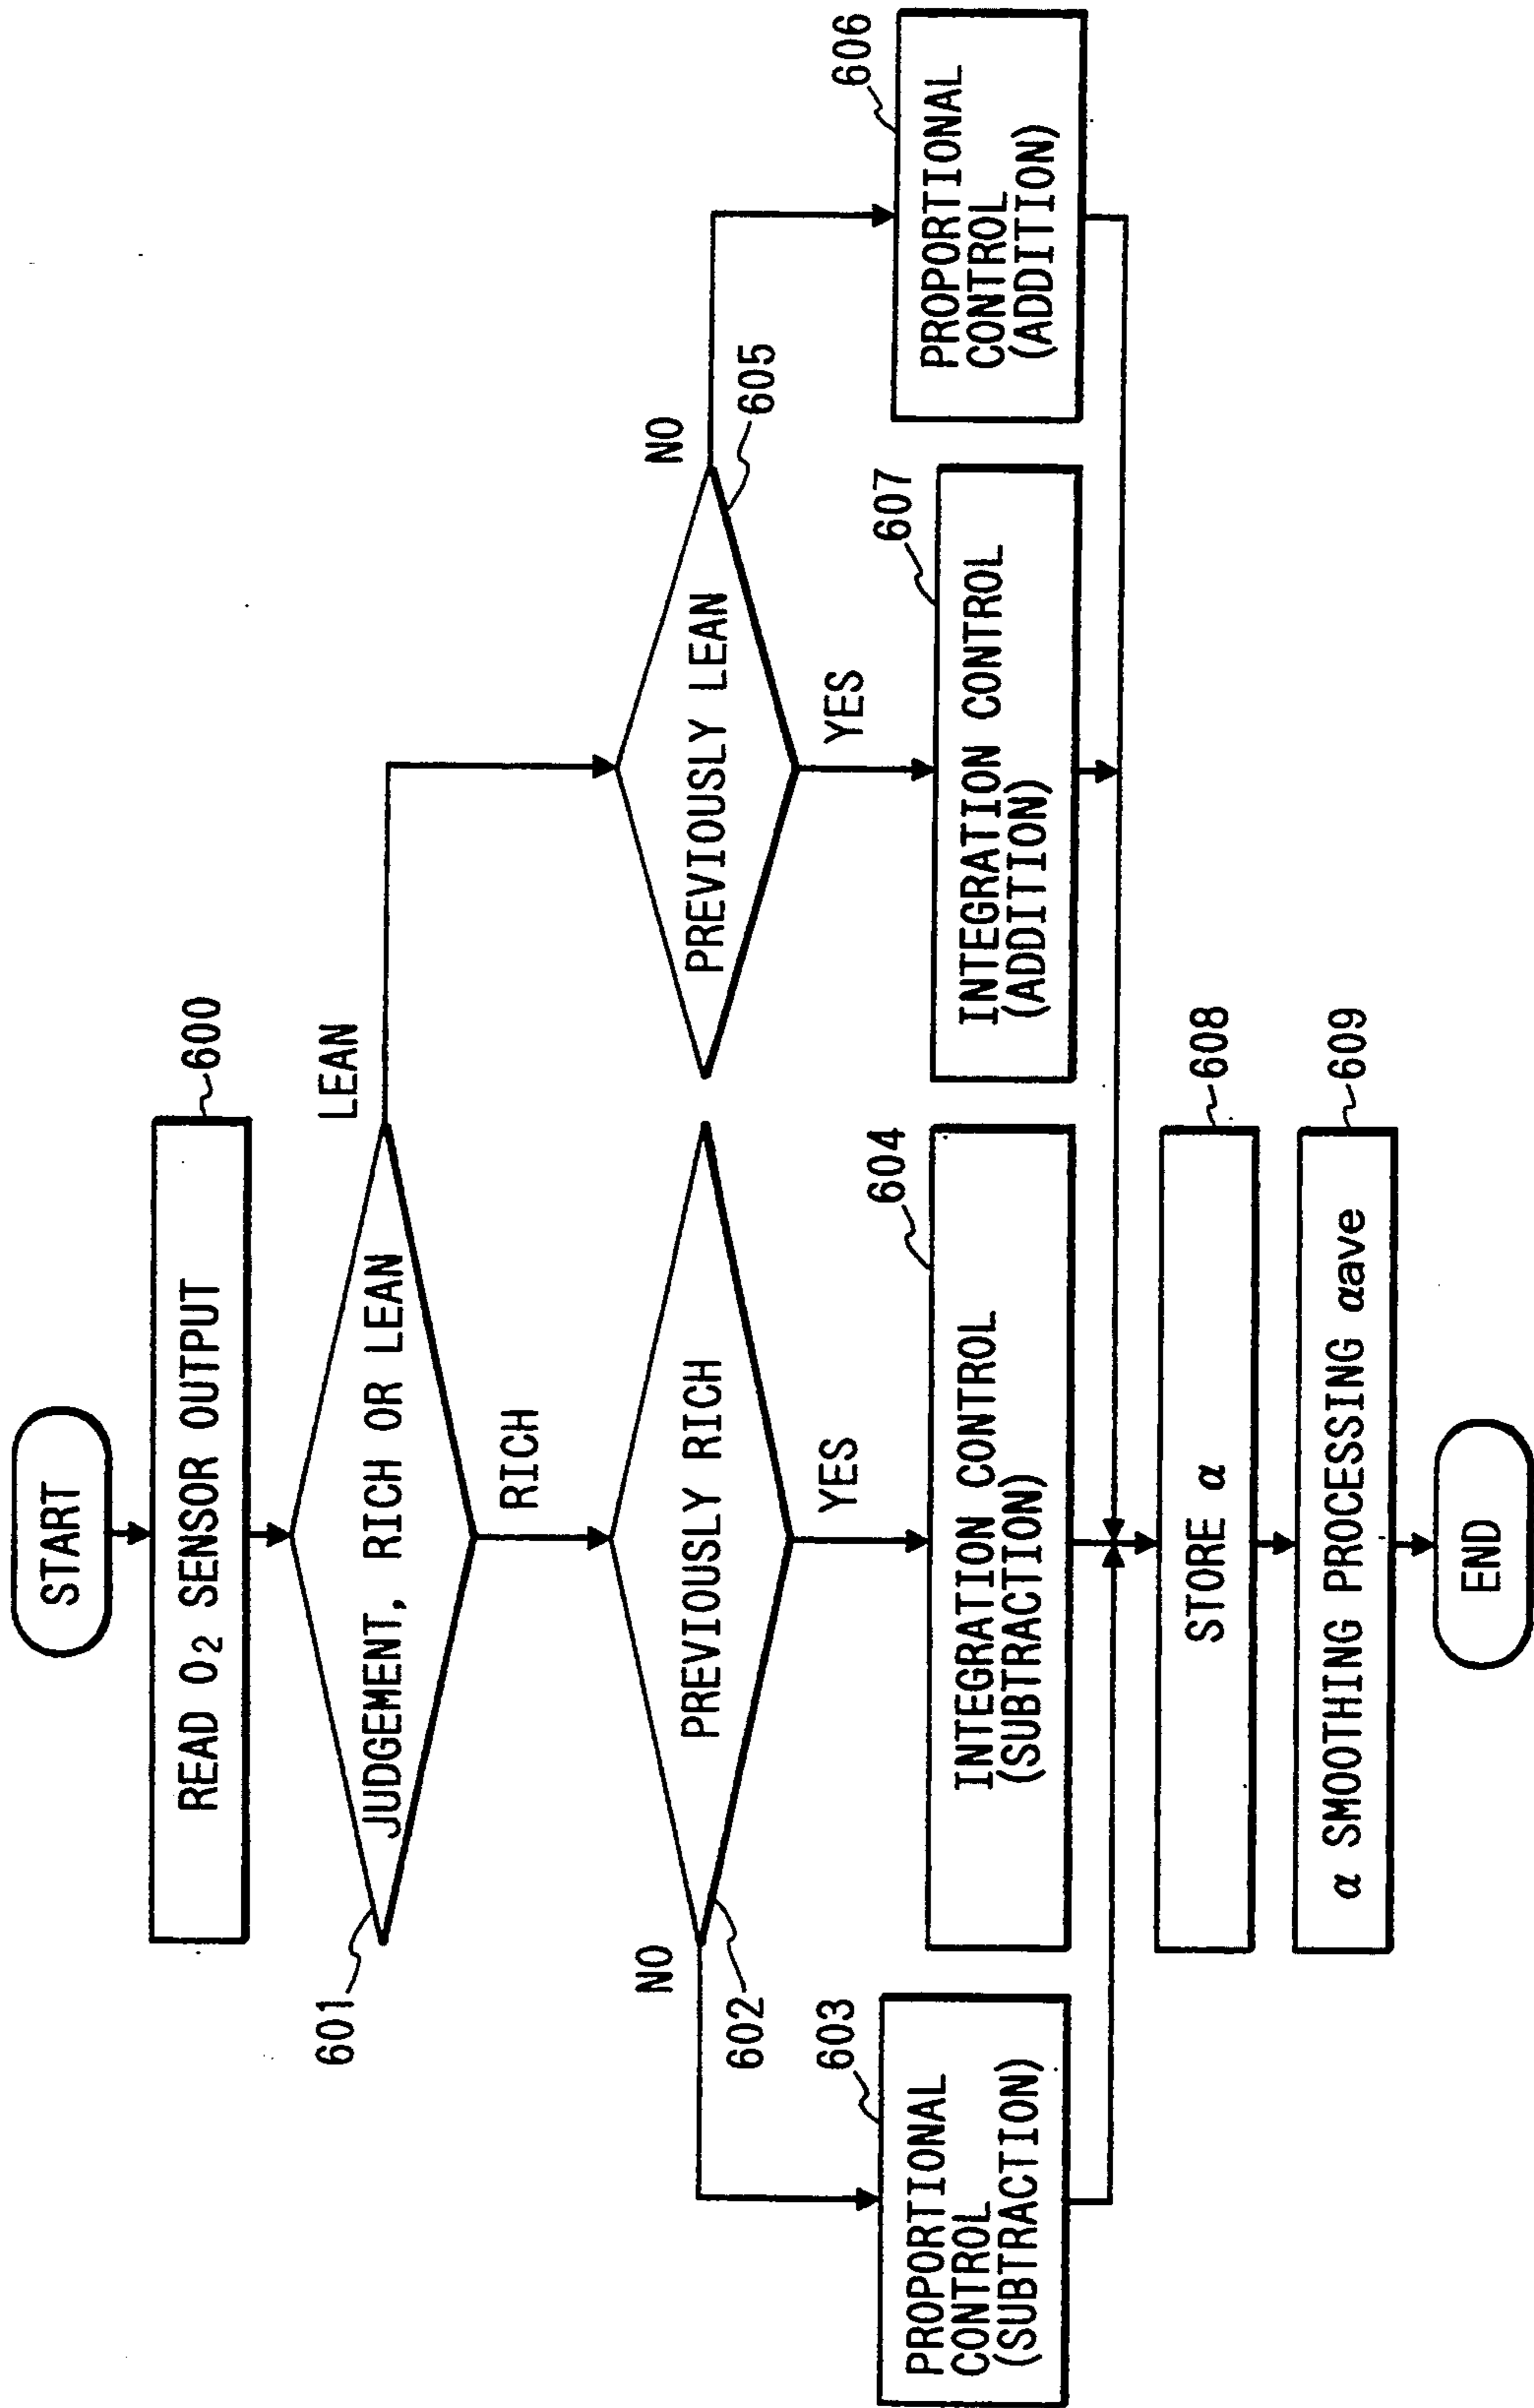 START
READ O₂ SENSOR OUTPUT
600
JUDGEMENT, RICH OR LEAN
601
LEAN
RICH
PREVIOUSLY RICH
602
NO
YES
PREVIOUSLY LEAN
605
NO
YES
PROPORTIONAL
CONTROL
(SUBTRACTION)
603
INTEGRATION CONTROL
(SUBTRACTION)
604
INTEGRATION CONTROL
(ADDITION)
607
PROPORTIONAL
CONTROL
(ADDITION)
606
STORE α
608
α SMOOTHING PROCESSING αave
609
END